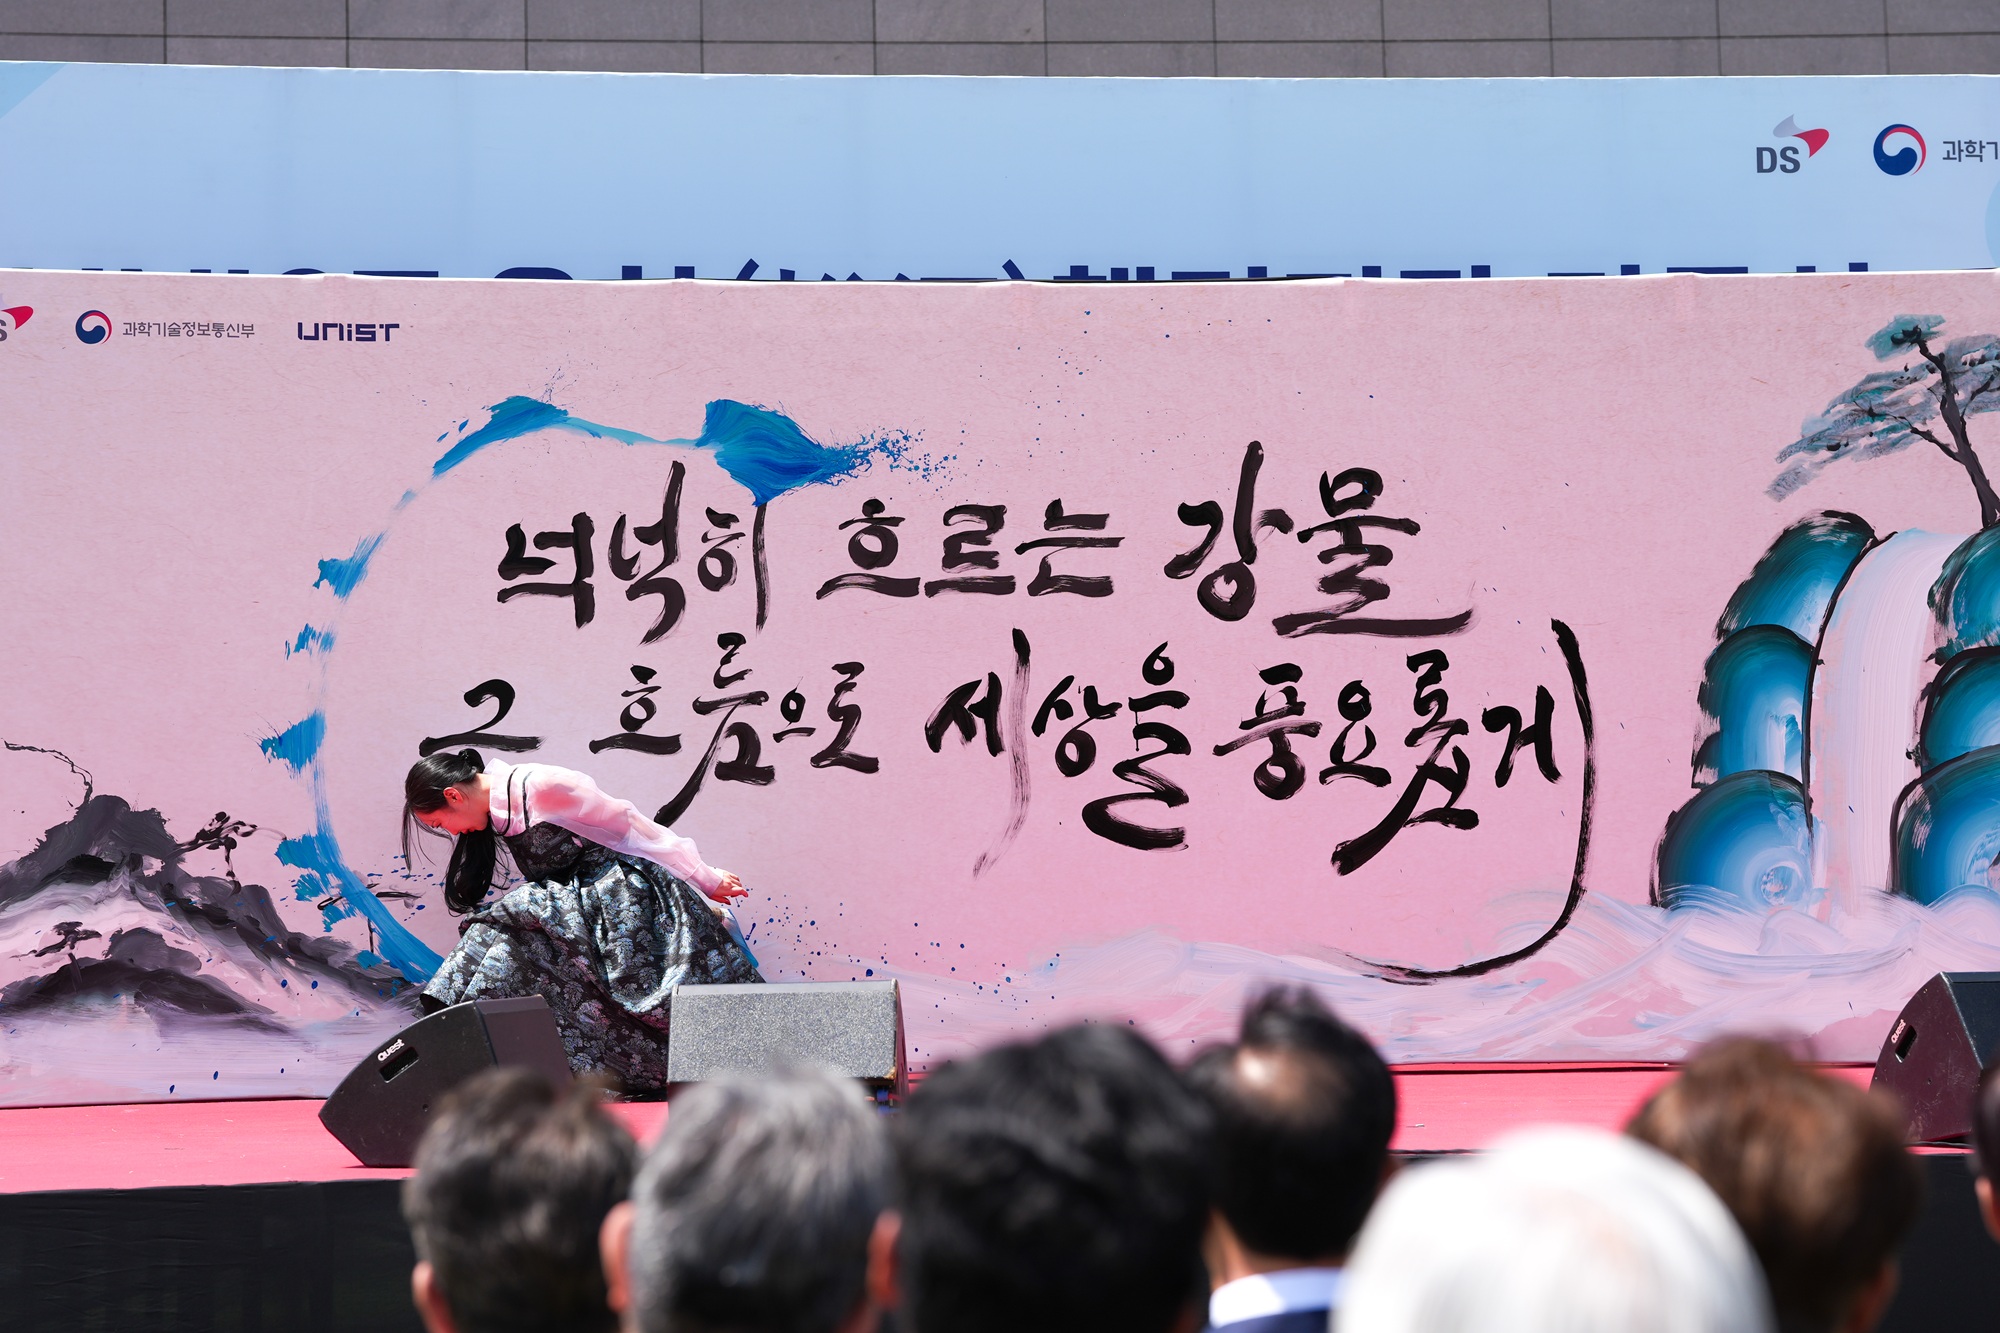 DS
과학기
과학기술정보통신부
UNIST
넉넉히 흐르는 강물
그 흐름으로 세상을 풍요롭게
Quest
Quest